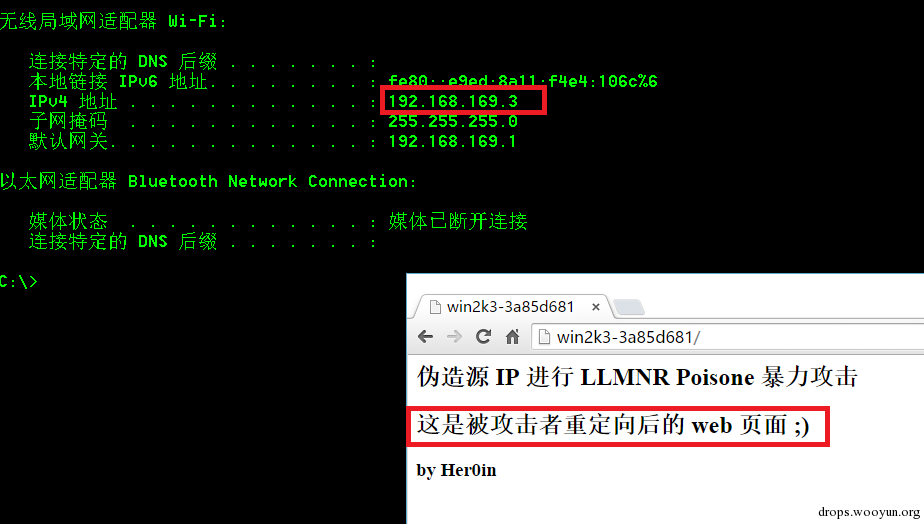 无线局域网适配器 Wi-Fi:
连接特定的 DNS 后缀 . . . . . . . :
本地链接 IPv6 地址. . . . . . . . : fe80::e9ed:8a11:f4e4:106c%6
IPv4 地址 . . . . . . . . . . . . : 192.168.169.3
子网掩码 . . . . . . . . . . . . : 255.255.255.0
默认网关. . . . . . . . . . . . . : 192.168.169.1
以太网适配器 Bluetooth Network Connection:
媒体状态 . . . . . . . . . . . . : 媒体已断开连接
连接特定的 DNS 后缀 . . . . . . . :
C:\>
win2k3-3a85d681 ×
win2k3-3a85d681/
伪造源 IP 进行 LLMNR Poisone 暴力攻击
这是被攻击者重定向后的 web 页面 ;)
by Her0in
drops.wooyun.org